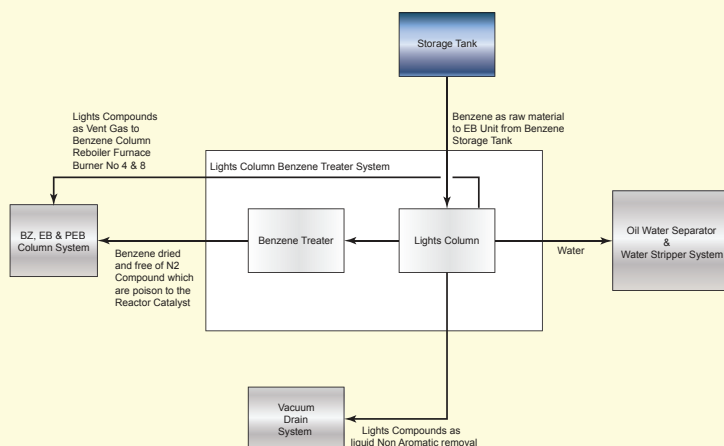 Storage Tank
Lights Compounds
as Vent Gas to
Benzene Column
Reboiler Furnace
Burner No 4 & 8
Benzene as raw material
to EB Unit from Benzene
Storage Tank
Lights Column Benzene Treater System
BZ, EB & PEB
Column System
Benzene Treater
Lights Column
Oil Water Separator
&
Water Stripper System
Water
Benzene dried
and free of N2
Compound which
are poison to the
Reactor Catalyst
Vacuum
Drain
System
Lights Compounds as
liquid Non Aromatic removal